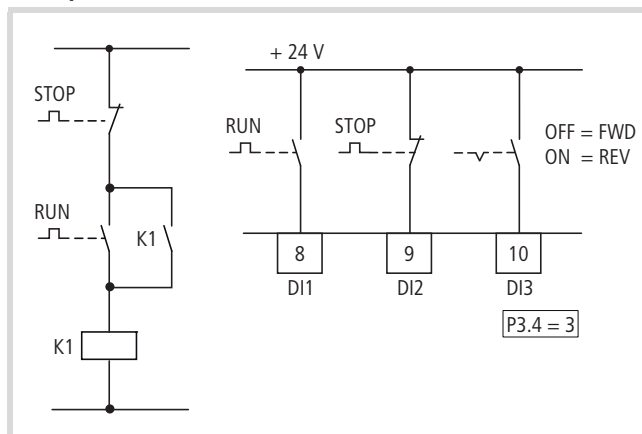 STOP
RUN
K1
K1
+ 24 V
RUN
STOP
OFF = FWD
ON = REV
8
9
10
DI1
DI2
DI3
P3.4 = 3